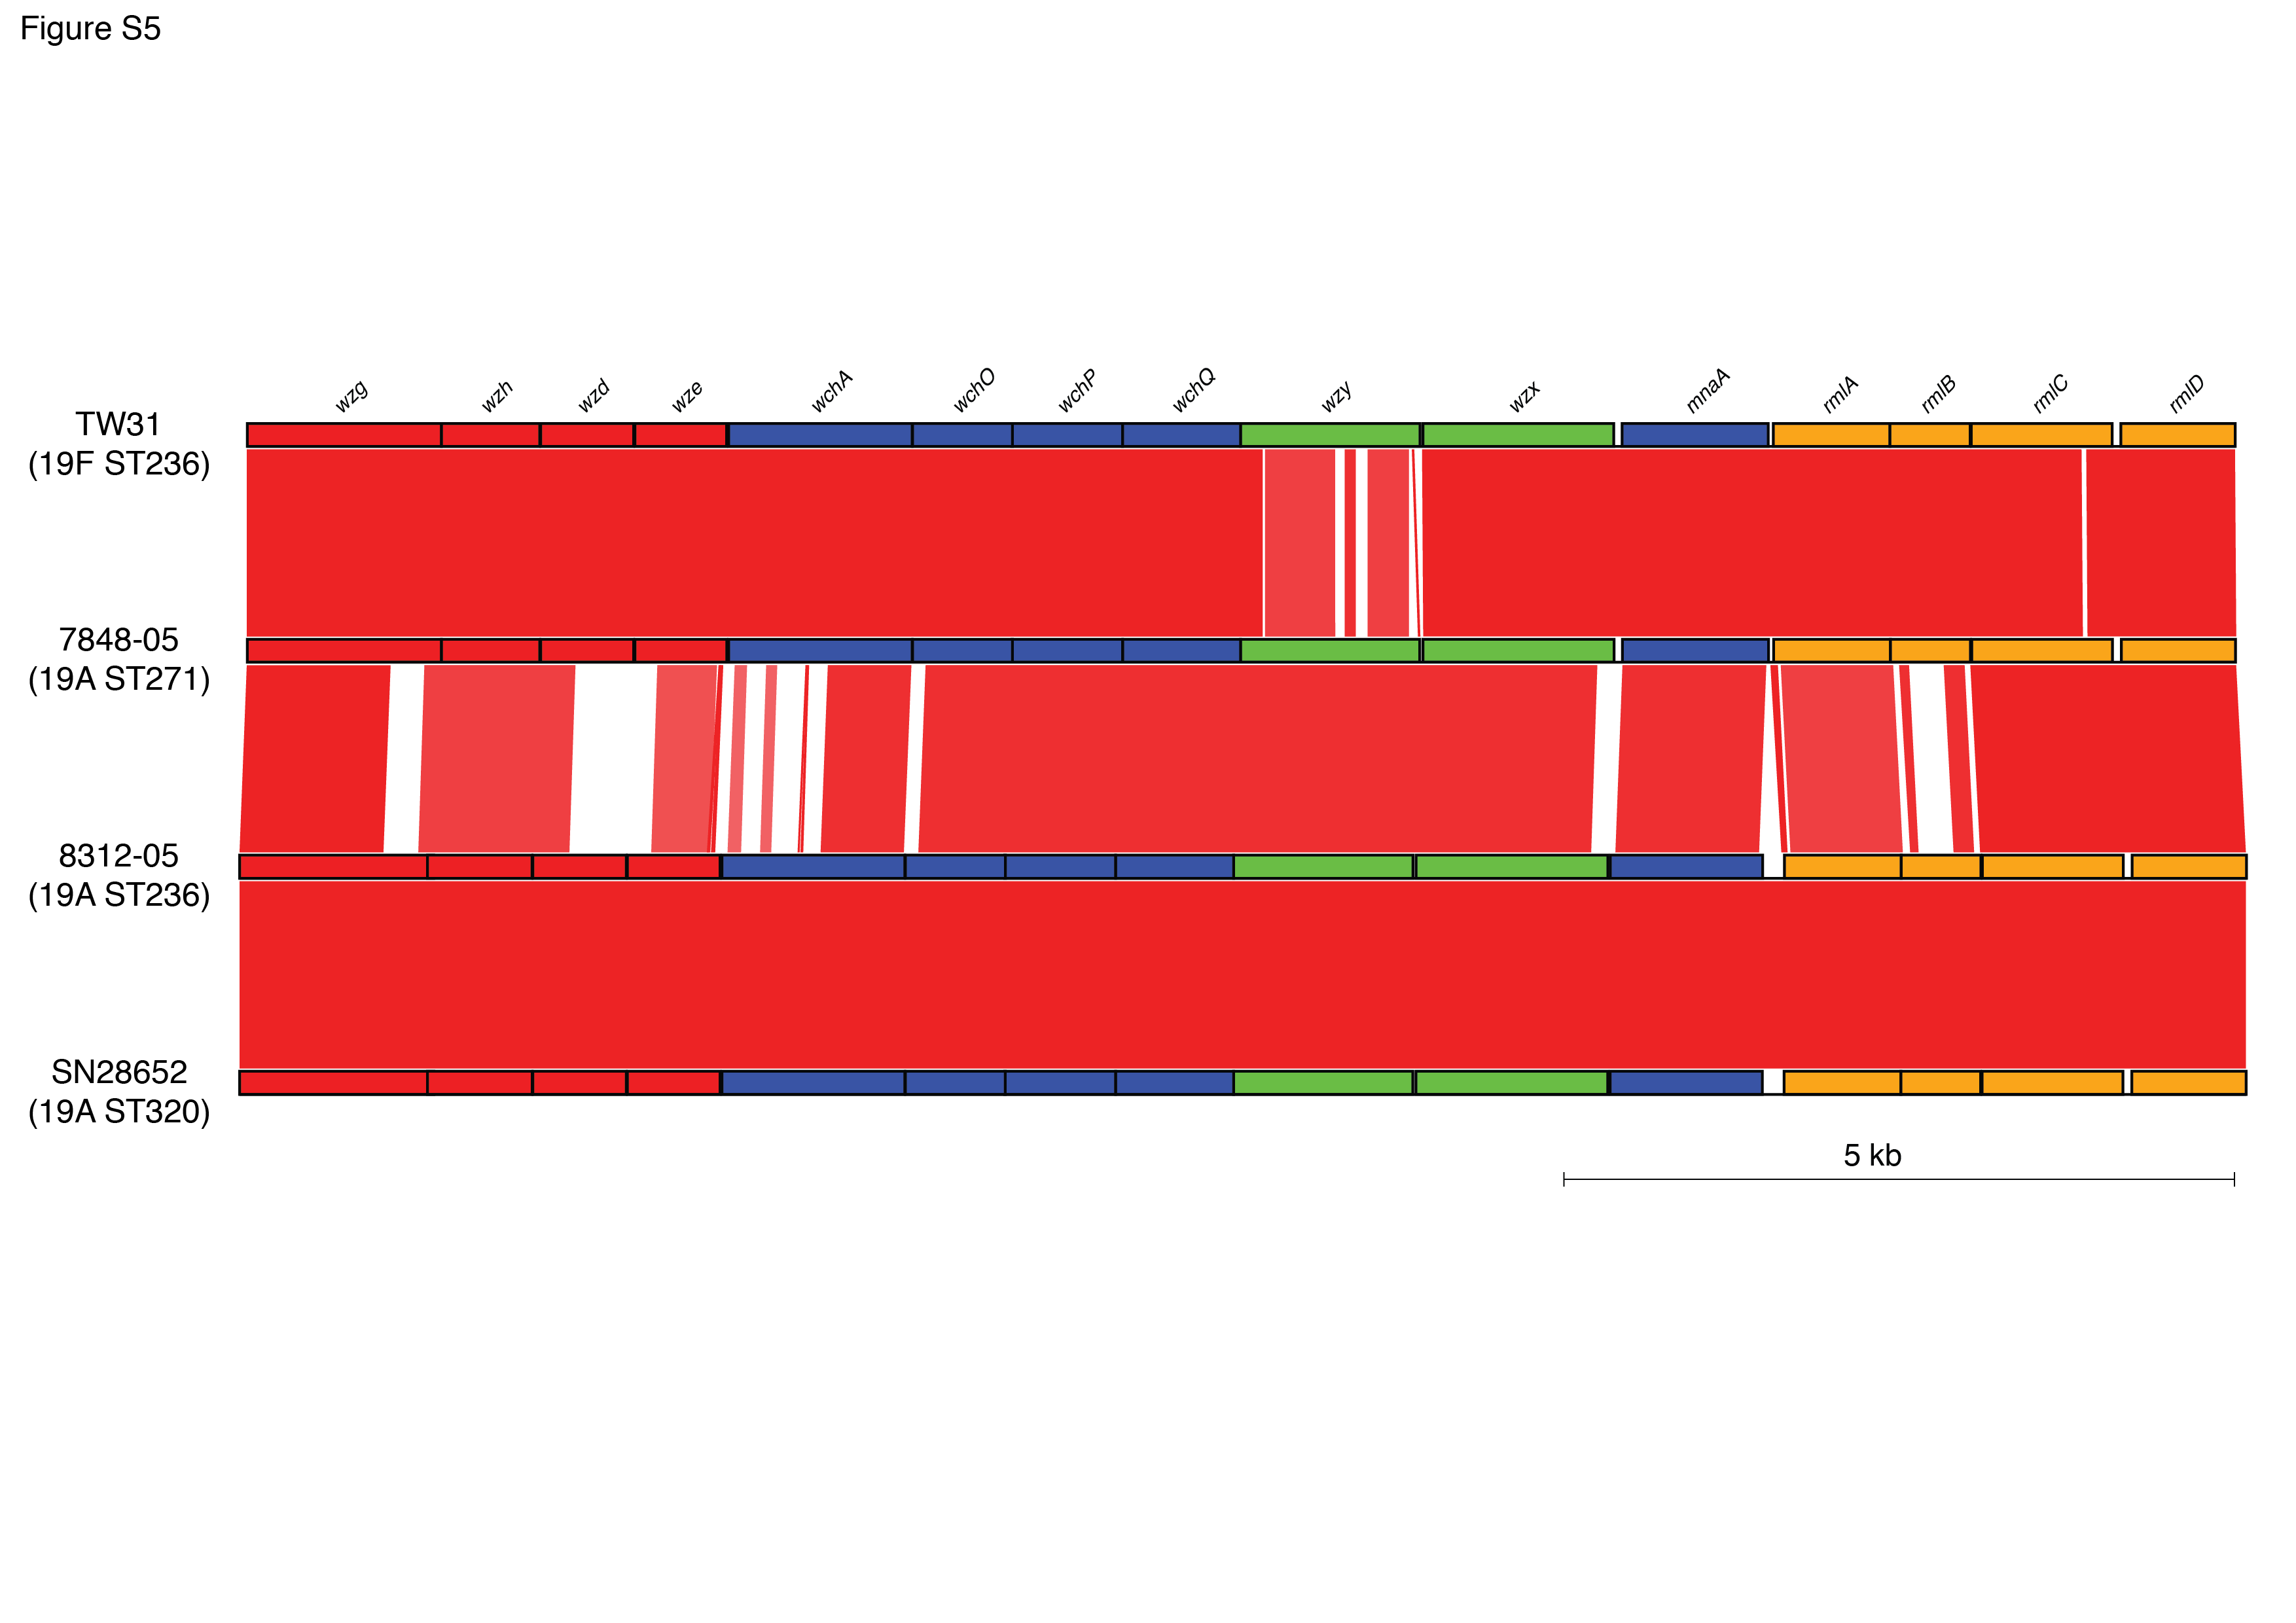 Figure S5
wzg wzh wzd wze wchA wchO wchP wchQ wzy wzx mnaA rmlA rmlB rmlC rmlD
TW31
(19F ST236)
7848-05
(19A ST271)
8312-05
(19A ST236)
SN28652
(19A ST320)
5 kb